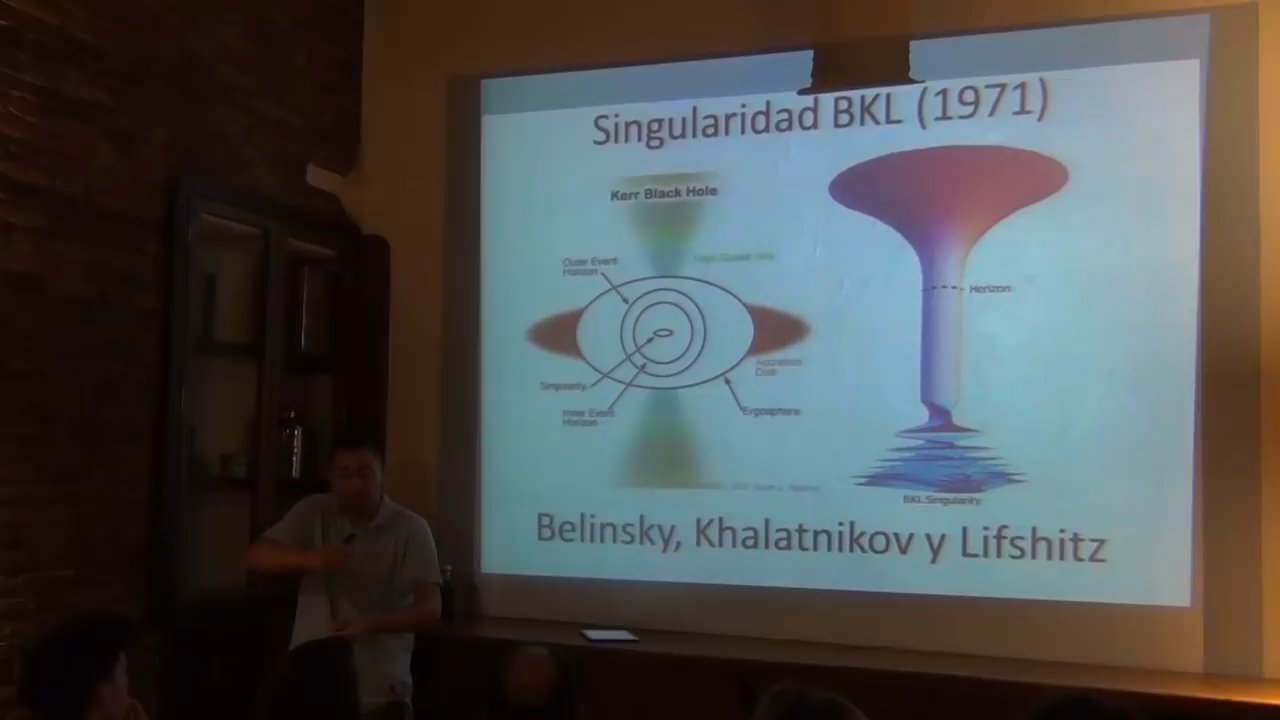 Singularidad BKL (1971)
Kerr Black Hole
Outer Event
Horizon
Horizon
Singularity
Accretion
Disk
Inner Event
Horizon
Ergosphere
BKL Singularity
Belinsky, Khalatnikov y Lifshitz